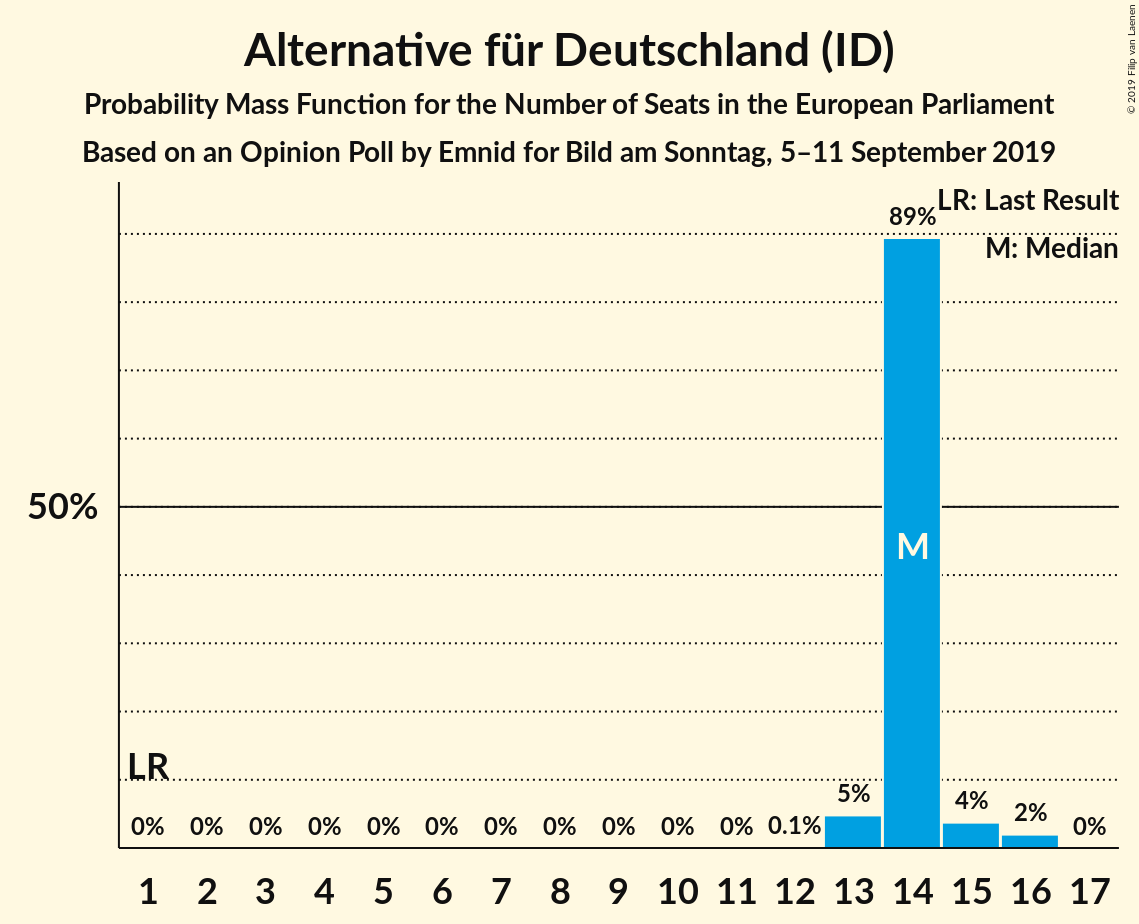 Alternative für Deutschland (ID)
Probability Mass Function for the Number of Seats in the European Parliament
Based on an Opinion Poll by Emnid for Bild am Sonntag, 5–11 September 2019
© 2019 Filip van Laenen
LR: Last Result
M: Median
89%
50%
M
LR
0% 0% 0% 0% 0% 0% 0% 0% 0% 0% 0% 0.1% 5% 4% 2% 0%
1 2 3 4 5 6 7 8 9 10 11 12 13 14 15 16 17